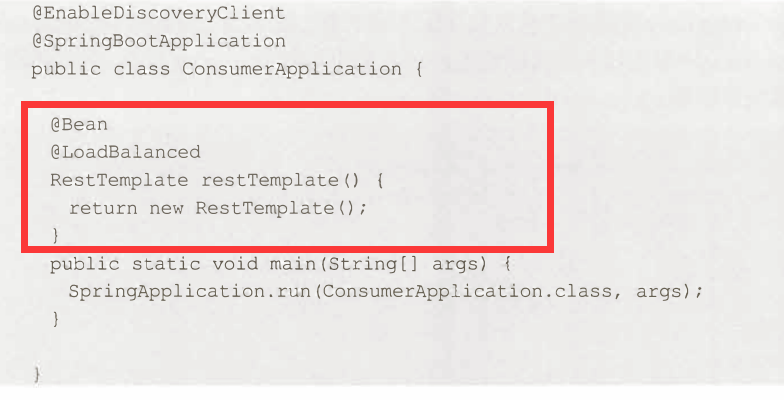 @EnableDiscoveryClient
@SpringBootApplication
public class ConsumerApplication {
@Bean
@LoadBalanced
RestTemplate restTemplate() {
return new RestTemplate();
}
public static void main(String[] args) {
SpringApplication.run(ConsumerApplication.class, args);
}
}